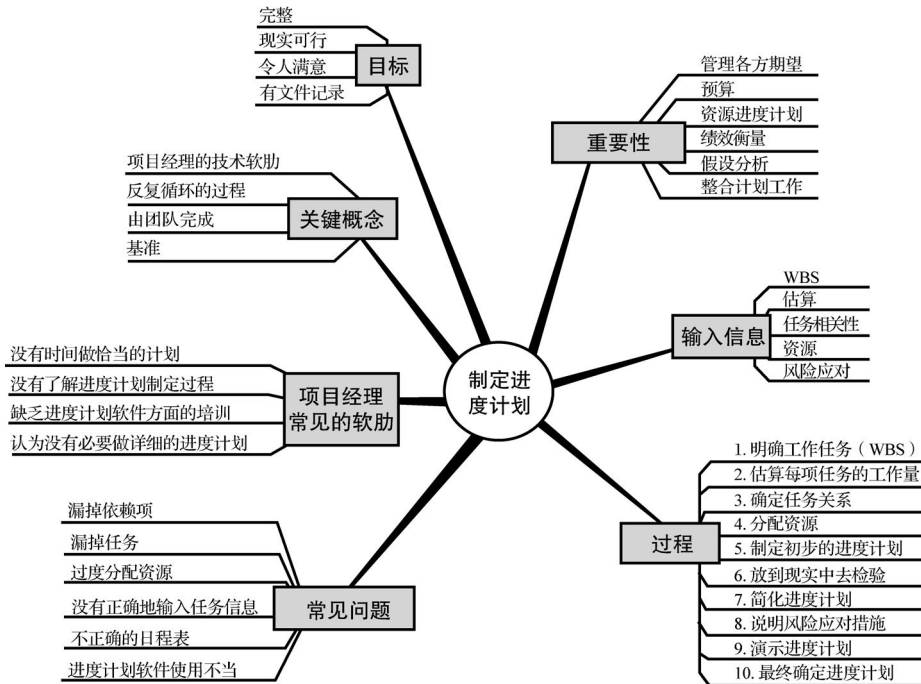 完整
现实可行
令人满意
有文件记录
目标
管理各方期望
预算
资源进度计划
绩效衡量
假设分析
整合计划工作
重要性
项目经理的技术软肋
反复循环的过程
由团队完成
基准
关键概念
WBS
估算
任务相关性
资源
风险应对
输入信息
制定进
度计划
没有时间做恰当的计划
没有了解进度计划制定过程
缺乏进度计划软件方面的培训
认为没有必要做详细的进度计划
项目经理
常见的软肋
1. 明确工作任务（WBS）
2. 估算每项任务的工作量
3. 确定任务关系
4. 分配资源
5. 制定初步的进度计划
6. 放到现实中去检验
7. 简化进度计划
8. 说明风险应对措施
9. 演示进度计划
10. 最终确定进度计划
过程
漏掉依赖项
漏掉任务
过度分配资源
没有正确地输入任务信息
不正确的日程表
进度计划软件使用不当
常见问题